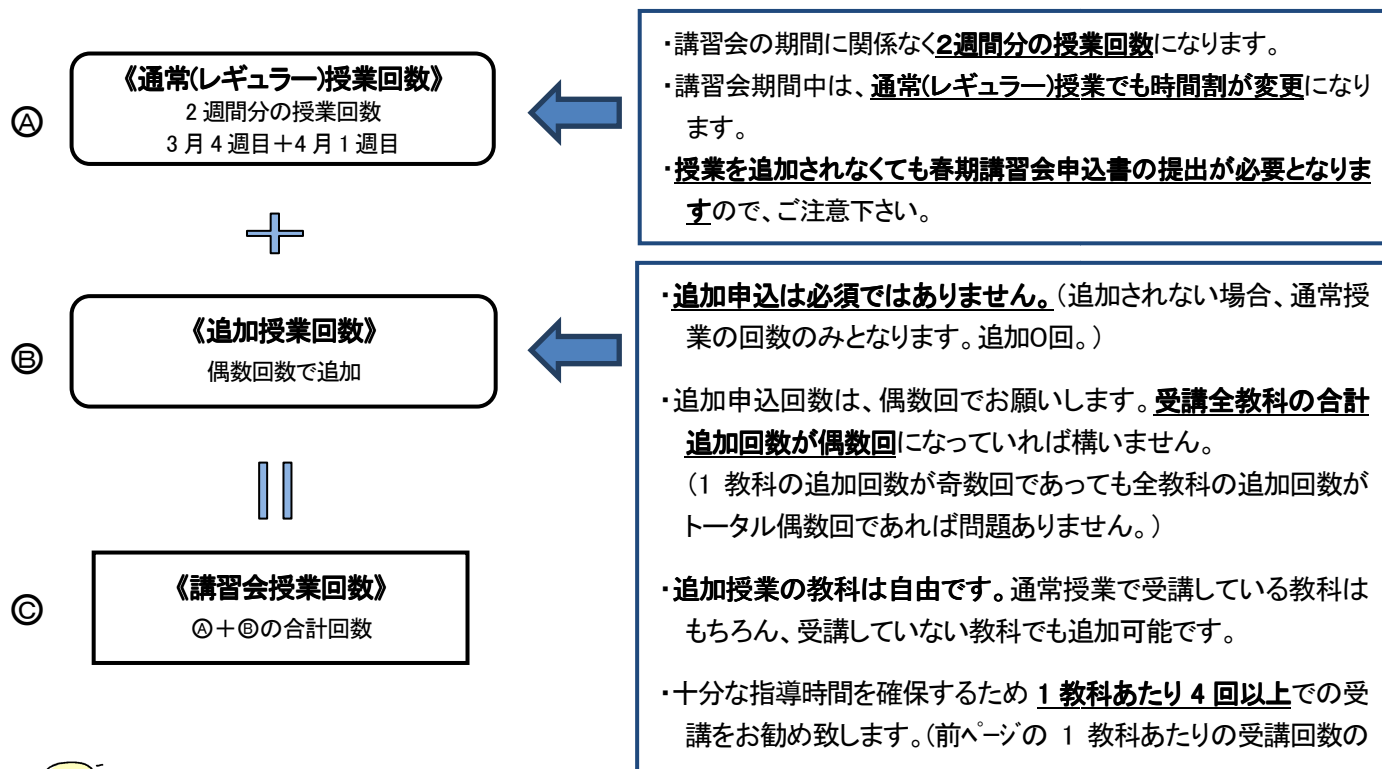 Ⓐ
《通常(レギュラー)授業回数》
2週間分の授業回数
3月4週目＋4月1週目
・講習会の期間に関係なく2週間分の授業回数になります。
・講習会期間中は、通常(レギュラー)授業でも時間割が変更になり
ます。
・授業を追加されなくても春期講習会申込書の提出が必要となりま
すので、ご注意下さい。
＋
Ⓑ
《追加授業回数》
偶数回数で追加
・追加申込は必須ではありません。(追加されない場合、通常授
業の回数のみとなります。追加0回。)
・追加申込回数は、偶数回でお願いします。受講全教科の合計
追加回数が偶数回になっていれば構いません。
(1 教科の追加回数が奇数回であっても全教科の追加回数が
トータル偶数回であれば問題ありません。)
・追加授業の教科は自由です。通常授業で受講している教科は
もちろん、受講していない教科でも追加可能です。
・十分な指導時間を確保するため 1 教科あたり 4 回以上での受
講をお勧め致します。(前ページの 1 教科あたりの受講回数の
Ⓒ
《講習会授業回数》
Ⓐ＋Ⓑの合計回数